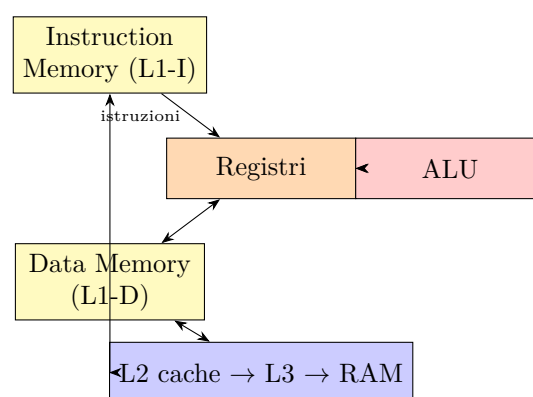 Instruction
Memory (L1-I)
istruzioni
Registri
ALU
Data Memory
(L1-D)
L2 cache → L3 → RAM